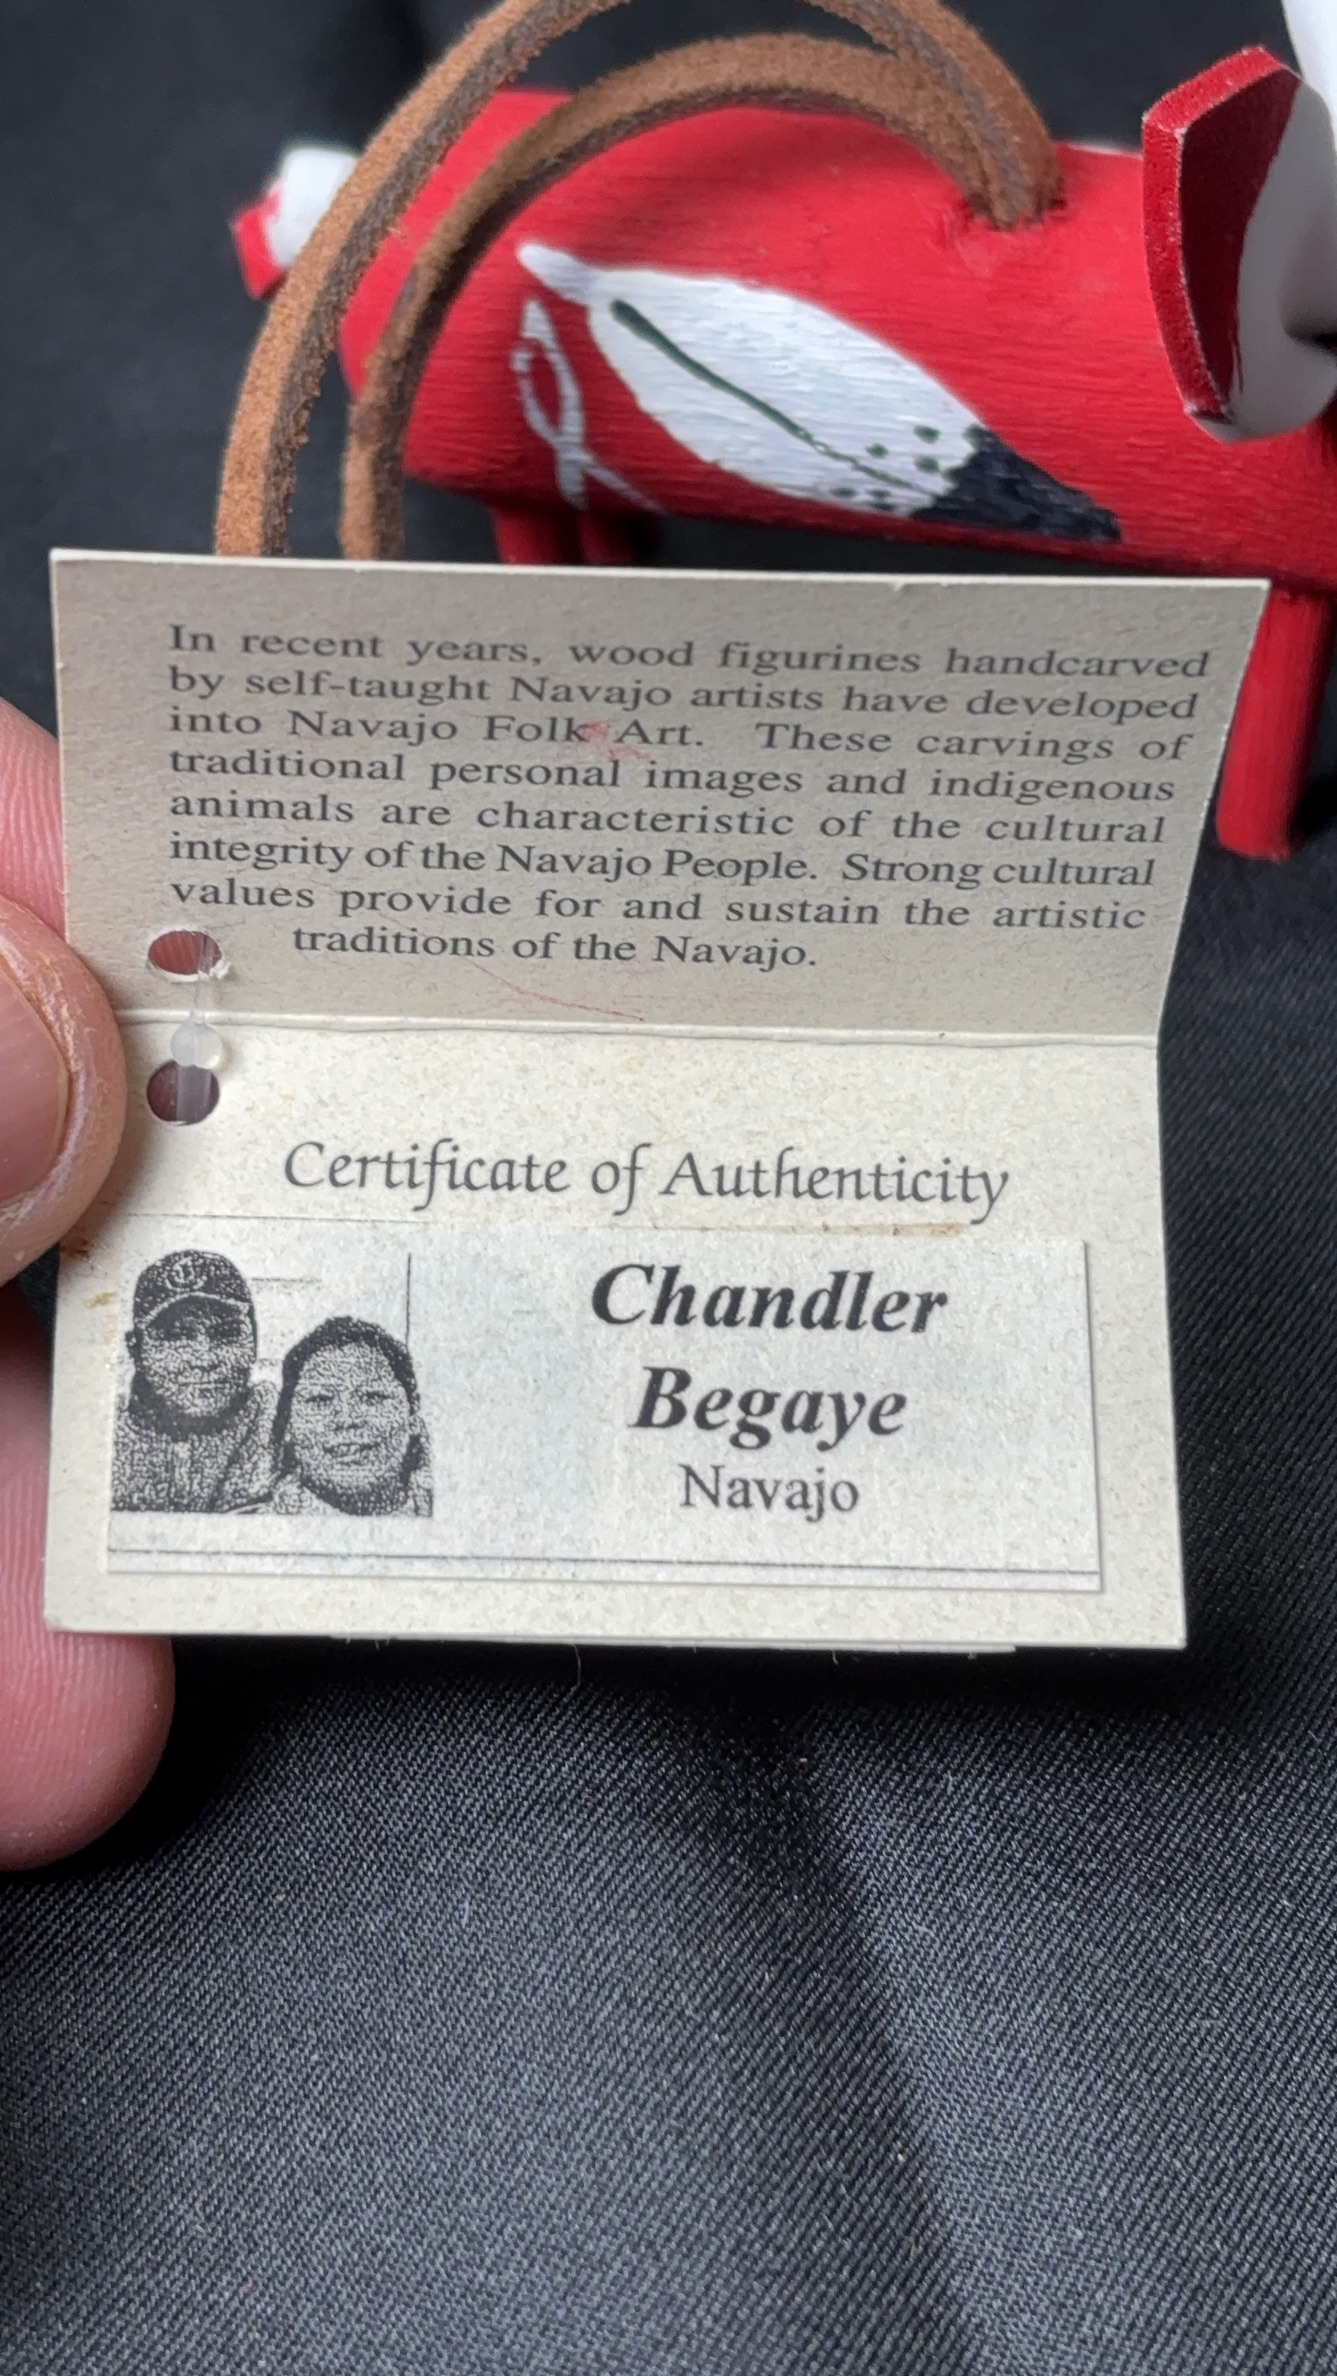 In recent years, wood figurines handcarved
by self-taught Navajo artists have developed
into Navajo Folk Art. These carvings of
traditional personal images and indigenous
animals are characteristic of the cultural
integrity of the Navajo People. Strong cultural
values provide for and sustain the artistic
traditions of the Navajo.
Certificate of Authenticity
Chandler
Begaye
Navajo